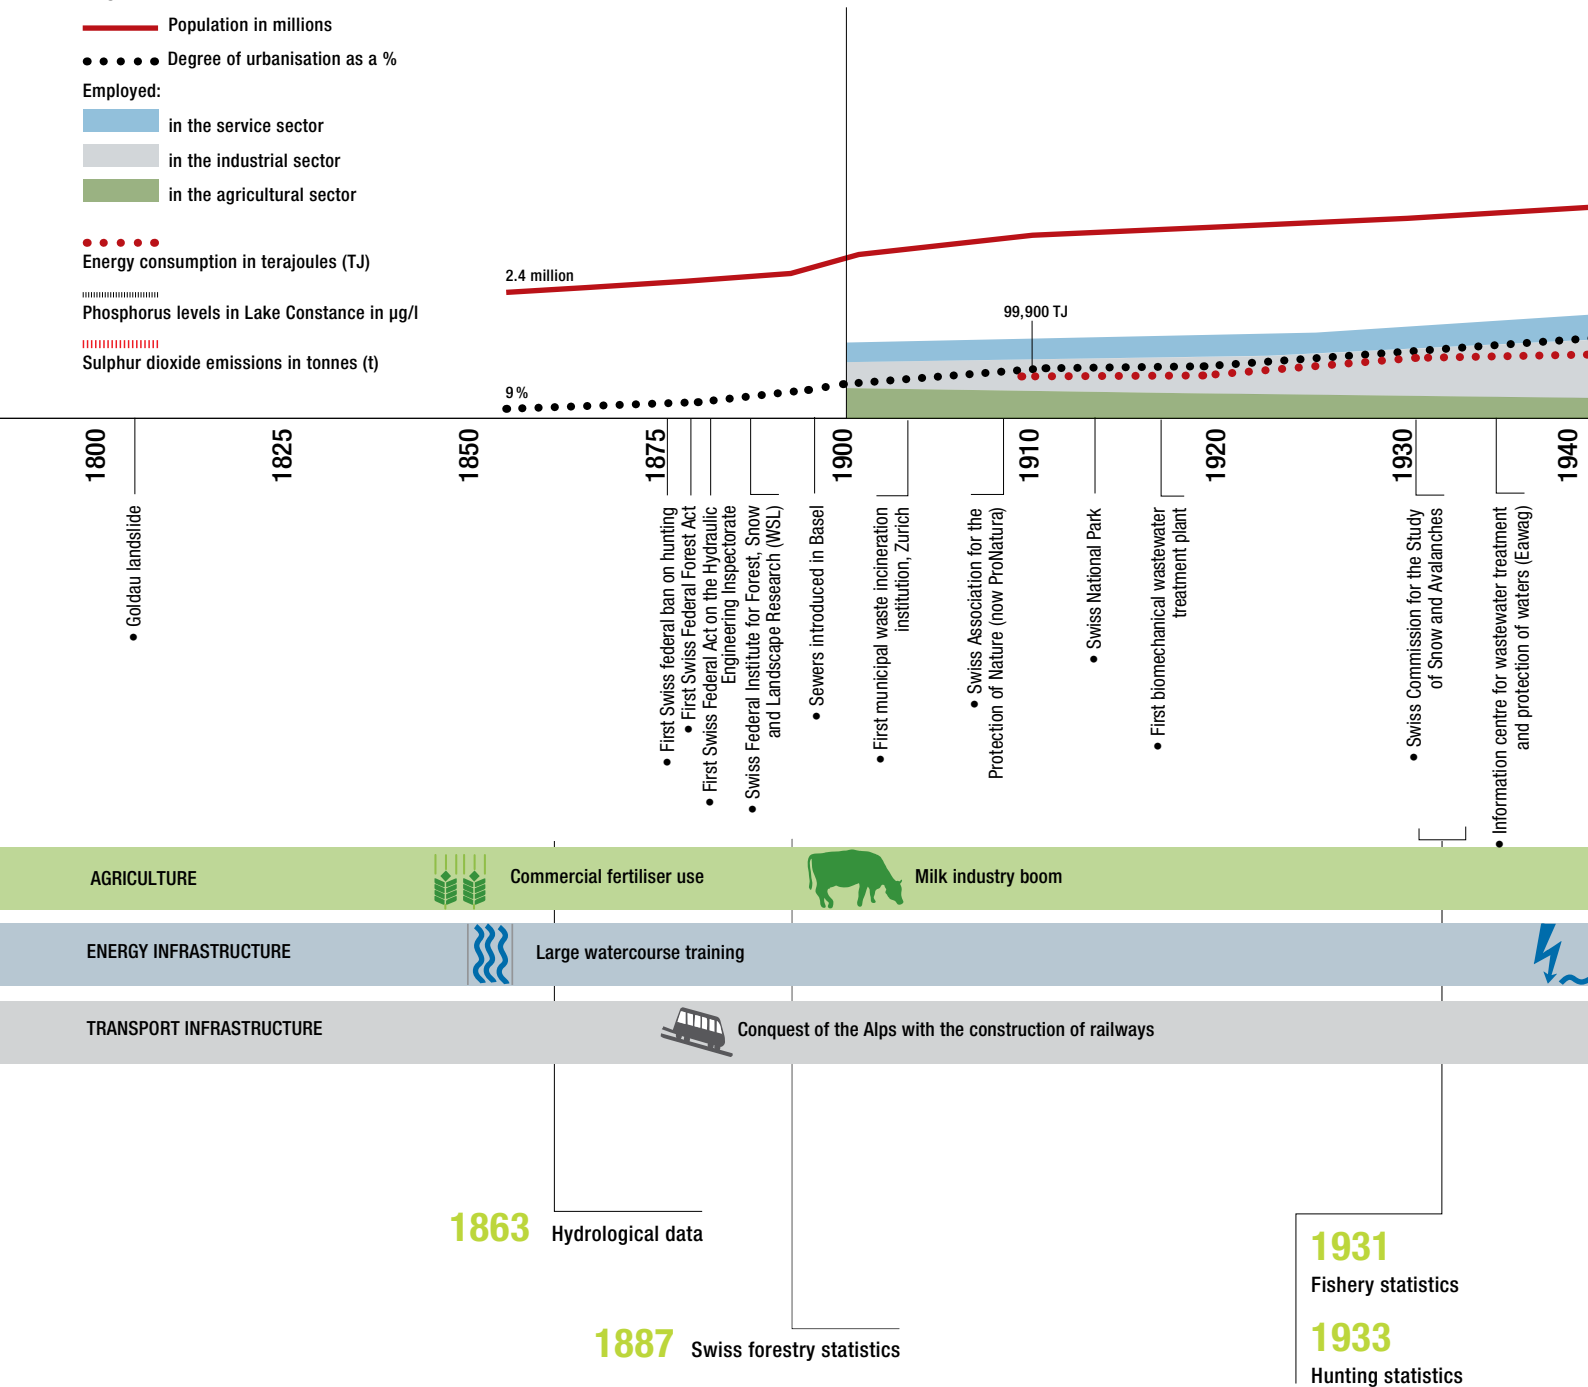 Population in millions
Degree of urbanisation as a %
Employed:
in the service sector
in the industrial sector
in the agricultural sector
Energy consumption in terajoules (TJ)
Phosphorus levels in Lake Constance in µg/l
Sulphur dioxide emissions in tonnes (t)
2.4 million
99,900 TJ
9 %
1800
1825
1850
1875
1900
1910
1920
1930
1940
• Goldau landslide
• First Swiss federal ban on hunting
• First Swiss Federal Forest Act
• First Swiss Federal Act on the Hydraulic
Engineering Inspectorate
• Swiss Federal Institute for Forest, Snow
and Landscape Research (WSL)
• Sewers introduced in Basel
• First municipal waste incineration
institution, Zurich
• Swiss Association for the
Protection of Nature (now ProNatura)
• Swiss National Park
• First biomechanical wastewater
treatment plant
• Swiss Commission for the Study
of Snow and Avalanches
• Information centre for wastewater treatment
and protection of waters (Eawag)
AGRICULTURE
Commercial fertiliser use
Milk industry boom
ENERGY INFRASTRUCTURE
Large watercourse training
TRANSPORT INFRASTRUCTURE
Conquest of the Alps with the construction of railways
1863 Hydrological data
1887 Swiss forestry statistics
1931
Fishery statistics
1933
Hunting statistics